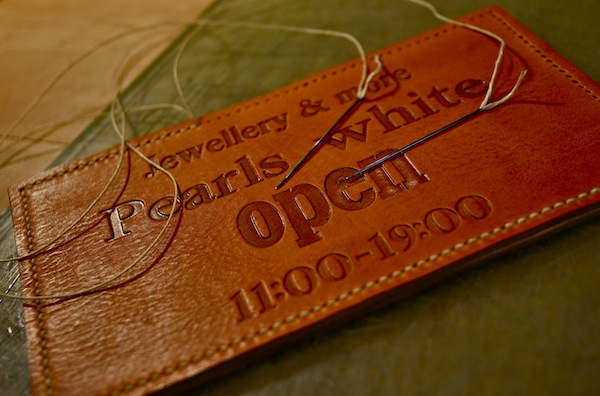 Jewellery & more
Pearls White
open
11:00-19:00